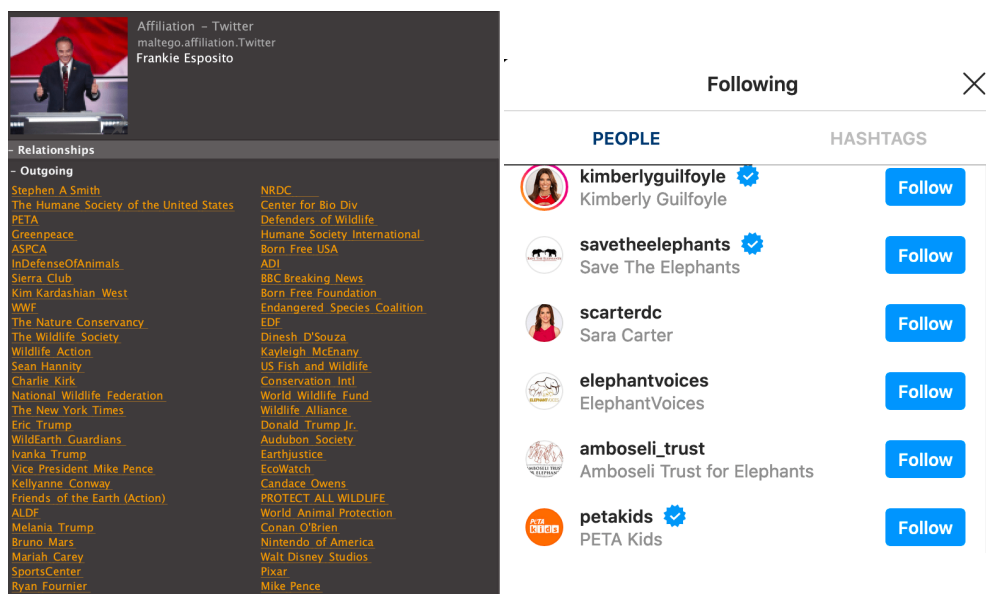 Affiliation – Twitter
maltego.affiliation.Twitter
Frankie Esposito
– Relationships
– Outgoing
Stephen A Smith
The Humane Society of the United States
PETA
Greenpeace
ASPCA
InDefenseOfAnimals
Sierra Club
Kim Kardashian West
WWF
The Nature Conservancy
The Wildlife Society
Wildlife Action
Sean Hannity
Charlie Kirk
National Wildlife Federation
The New York Times
Eric Trump
WildEarth Guardians
Ivanka Trump
Vice President Mike Pence
Kellyanne Conway
Friends of the Earth (Action)
ALDF
Melania Trump
Bruno Mars
Mariah Carey
SportsCenter
Ryan Fournier
NRDC
Center for Bio Div
Defenders of Wildlife
Humane Society International
Born Free USA
ADI
BBC Breaking News
Born Free Foundation
Endangered Species Coalition
EDF
Dinesh D'Souza
Kayleigh McEnany
US Fish and Wildlife
Conservation Intl
World Wildlife Fund
Wildlife Alliance
Donald Trump Jr.
Audubon Society
Earthjustice
EcoWatch
Candace Owens
PROTECT ALL WILDLIFE
World Animal Protection
Conan O'Brien
Nintendo of America
Walt Disney Studios
Pixar
Mike Pence
Following
PEOPLE
HASHTAGS
kimberlyguilfoyle
Kimberly Guilfoyle
Follow
savetheelephants
Save The Elephants
Follow
scarterdc
Sara Carter
Follow
elephantvoices
ElephantVoices
Follow
amboseli_trust
Amboseli Trust for Elephants
Follow
PETA
kids
petakids
PETA Kids
Follow